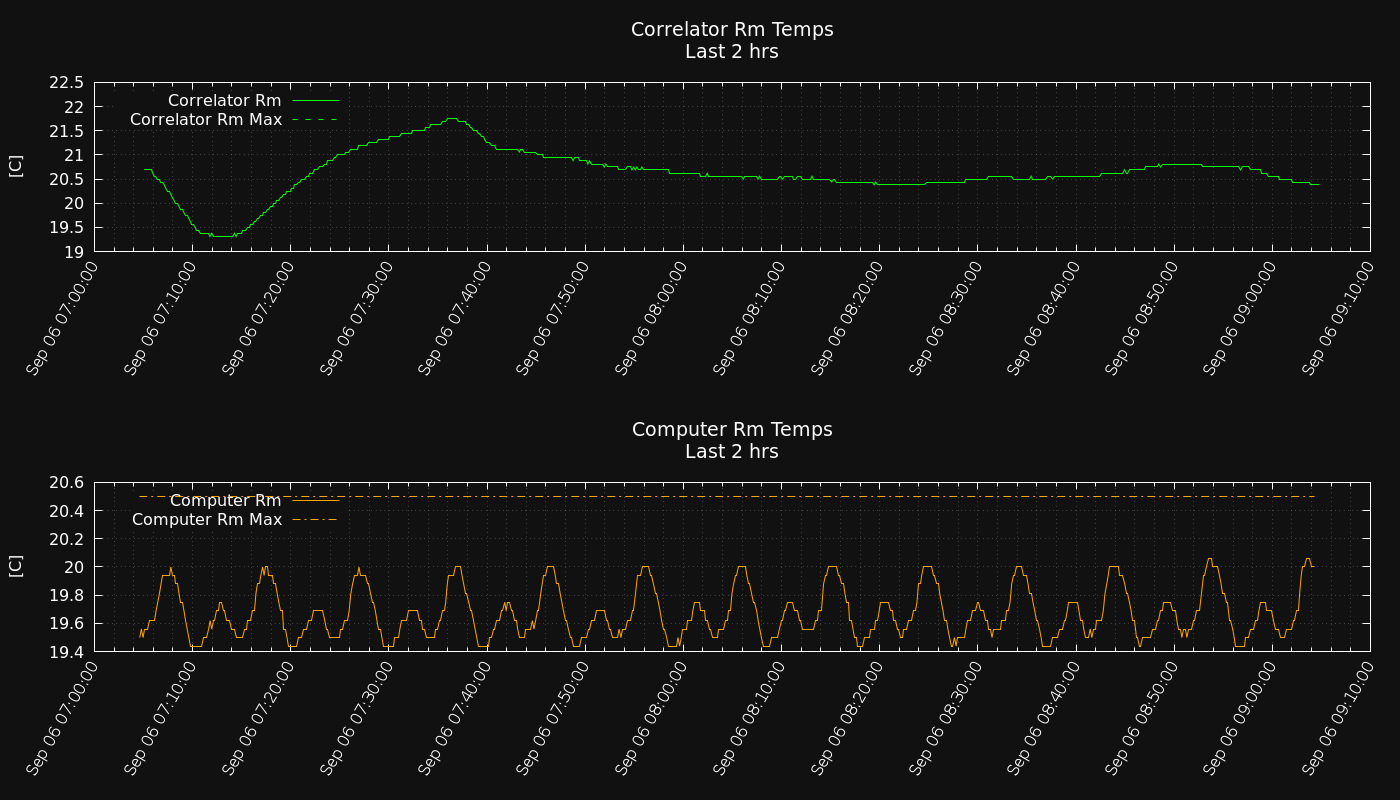 Correlator Rm Temps
Last 2 hrs
[C]
22.5
22
21.5
21
20.5
20
19.5
19
Correlator Rm
Correlator Rm Max
Sep 06 07:00:00
Sep 06 07:10:00
Sep 06 07:20:00
Sep 06 07:30:00
Sep 06 07:40:00
Sep 06 07:50:00
Sep 06 08:00:00
Sep 06 08:10:00
Sep 06 08:20:00
Sep 06 08:30:00
Sep 06 08:40:00
Sep 06 08:50:00
Sep 06 09:00:00
Sep 06 09:10:00
Computer Rm Temps
Last 2 hrs
[C]
20.6
20.4
20.2
20
19.8
19.6
19.4
Computer Rm
Computer Rm Max
Sep 06 07:00:00
Sep 06 07:10:00
Sep 06 07:20:00
Sep 06 07:30:00
Sep 06 07:40:00
Sep 06 07:50:00
Sep 06 08:00:00
Sep 06 08:10:00
Sep 06 08:20:00
Sep 06 08:30:00
Sep 06 08:40:00
Sep 06 08:50:00
Sep 06 09:00:00
Sep 06 09:10:00